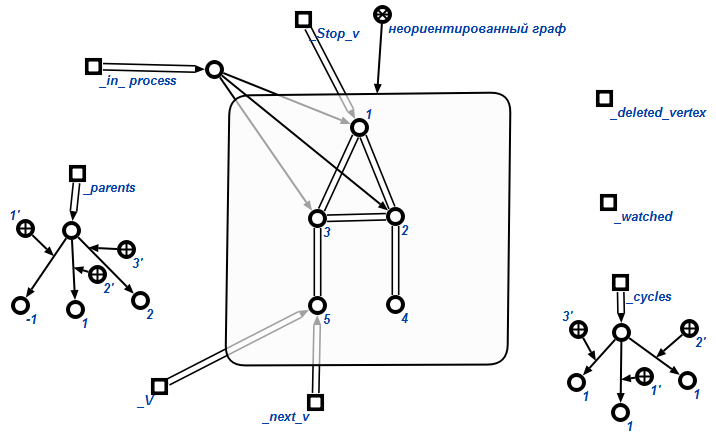 _Stop_v
неориентированный граф
_in_ process
1
_deleted_vertex
_parents
_watched
1'
3'
2'
3
2
-1
1
2
5
4
_cycles
3'
2'
1'
1
1
1
_V
_next_v